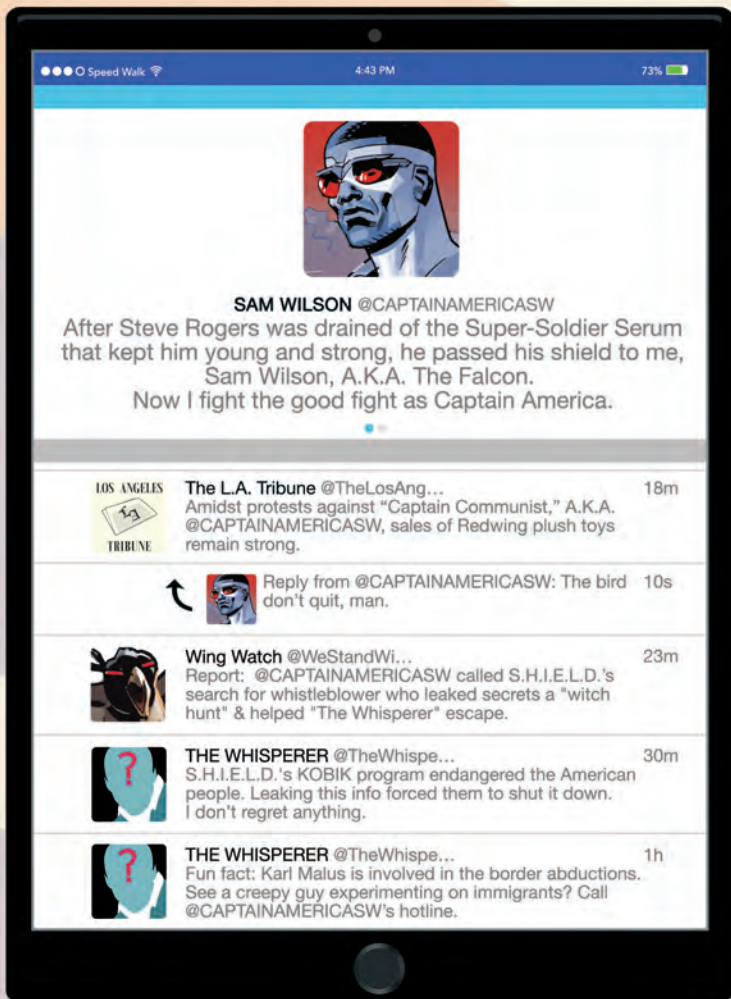 Speed Walk 4:43 PM 73%
SAM WILSON @CAPTAINAMERICASW
After Steve Rogers was drained of the Super-Soldier Serum
that kept him young and strong, he passed his shield to me,
Sam Wilson, A.K.A. The Falcon.
Now I fight the good fight as Captain America.
LOS ANGELES
LT
TRIBUNE
The L.A. Tribune @TheLosAng... 18m
Amidst protests against “Captain Communist,” A.K.A.
@CAPTAINAMERICASW, sales of Redwing plush toys
remain strong.
Reply from @CAPTAINAMERICASW: The bird 10s
don't quit, man.
Wing Watch @WeStandWi... 23m
Report: @CAPTAINAMERICASW called S.H.I.E.L.D.'s
search for whistleblower who leaked secrets a "witch
hunt" & helped "The Whisperer" escape.
?
THE WHISPERER @TheWhispe... 30m
S.H.I.E.L.D.'s KOBIK program endangered the American
people. Leaking this info forced them to shut it down.
I don't regret anything.
?
THE WHISPERER @TheWhispe... 1h
Fun fact: Karl Malus is involved in the border abductions.
See a creepy guy experimenting on immigrants? Call
@CAPTAINAMERICASW's hotline.